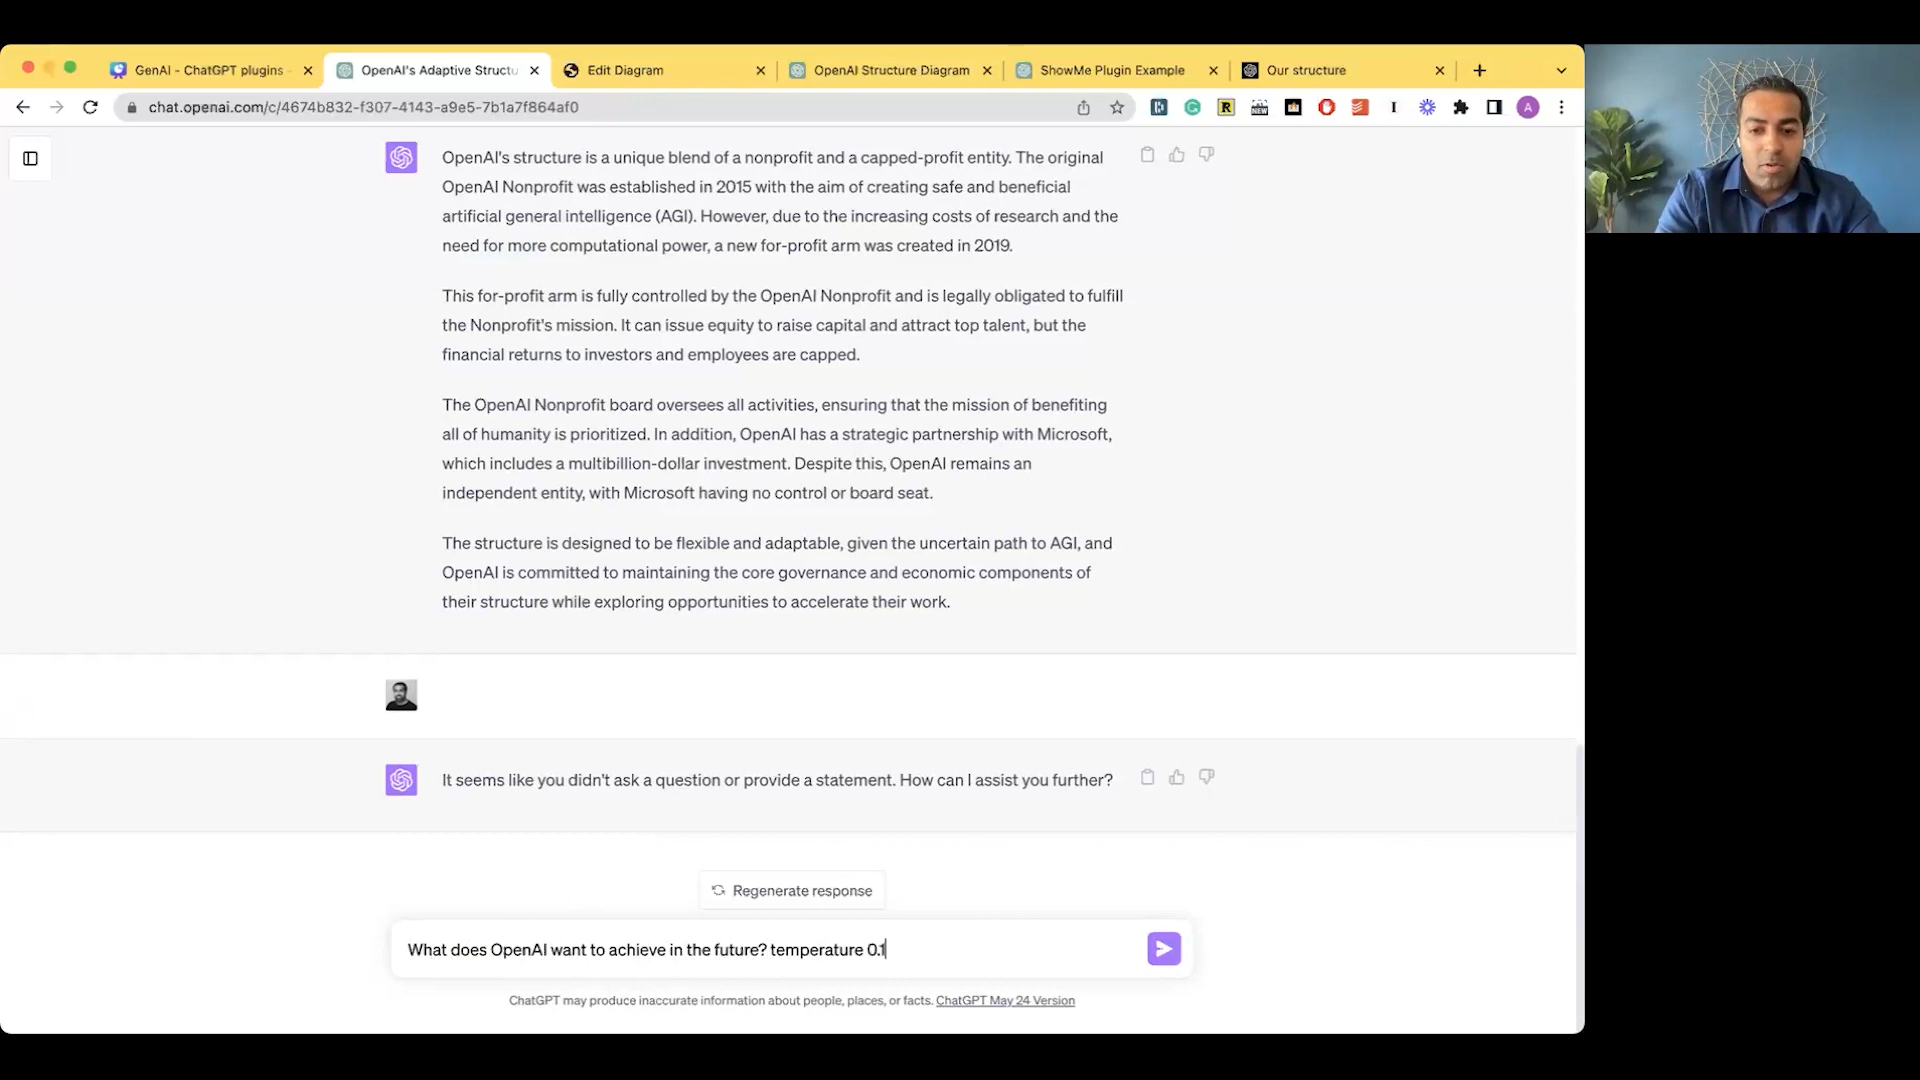 GenAI - ChatGPT plugins
OpenAI's Adaptive Structu
Edit Diagram
OpenAI Structure Diagram
ShowMe Plugin Example
Our structure
chat.openai.com/c/4674b832-f307-4143-a9e5-7b1a7f864af0
R
NEW
I
A
OpenAI's structure is a unique blend of a nonprofit and a capped-profit entity. The original
OpenAI Nonprofit was established in 2015 with the aim of creating safe and beneficial
artificial general intelligence (AGI). However, due to the increasing costs of research and the
need for more computational power, a new for-profit arm was created in 2019.
This for-profit arm is fully controlled by the OpenAI Nonprofit and is legally obligated to fulfill
the Nonprofit's mission. It can issue equity to raise capital and attract top talent, but the
financial returns to investors and employees are capped.
The OpenAI Nonprofit board oversees all activities, ensuring that the mission of benefiting
all of humanity is prioritized. In addition, OpenAI has a strategic partnership with Microsoft,
which includes a multibillion-dollar investment. Despite this, OpenAI remains an
independent entity, with Microsoft having no control or board seat.
The structure is designed to be flexible and adaptable, given the uncertain path to AGI, and
OpenAI is committed to maintaining the core governance and economic components of
their structure while exploring opportunities to accelerate their work.
It seems like you didn't ask a question or provide a statement. How can I assist you further?
Regenerate response
What does OpenAI want to achieve in the future? temperature 0.1
ChatGPT may produce inaccurate information about people, places, or facts. ChatGPT May 24 Version